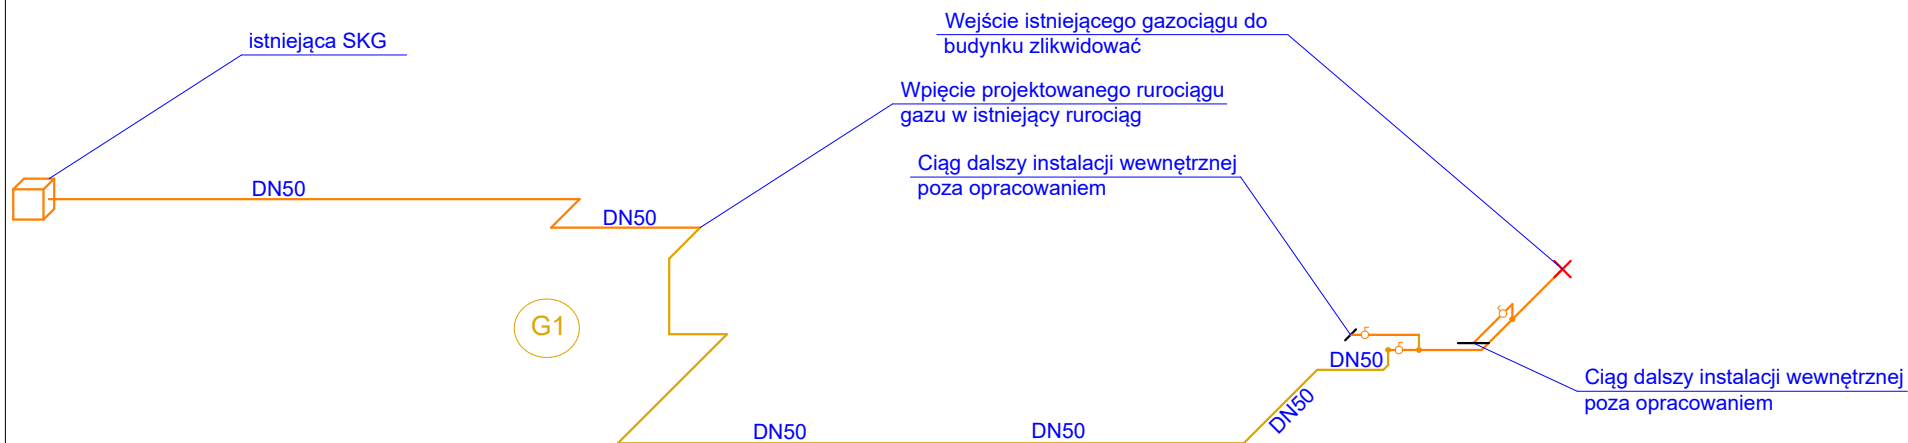 Wejście istniejącego gazociągu do
budynku zlikwidować
istniejąca SKG
Wpięcie projektowanego rurociągu
gazu w istniejący rurociąg
Ciąg dalszy instalacji wewnętrznej
poza opracowaniem
DN50
DN50
G1
DN50
DN50
Ciąg dalszy instalacji wewnętrznej
poza opracowaniem
DN50
DN50